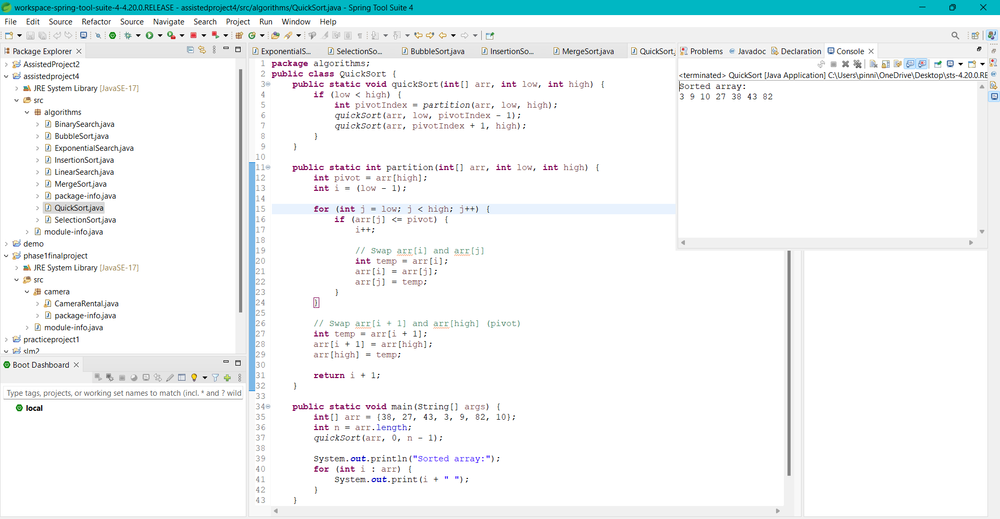 workspace-spring-tool-suite-4-4.20.0.RELEASE - assistedproject4/src/algorithms/QuickSort.java - Spring Tool Suite 4
File Edit Source Refactor Source Navigate Search Project Run Window Help
Package Explorer
AssistedProject2
assistedproject4
JRE System Library [JavaSE-17]
src
algorithms
BinarySearch.java
BubbleSort.java
ExponentialSearch.java
InsertionSort.java
LinearSearch.java
MergeSort.java
package-info.java
QuickSort.java
SelectionSort.java
module-info.java
demo
phase1finalproject
JRE System Library [JavaSE-17]
src
camera
CameraRental.java
package-info.java
module-info.java
practiceproject1
slm2
Boot Dashboard
Type tags, projects, or working set names to match (incl. * and ? wild
local
ExponentialS... SelectionSo... BubbleSort.java InsertionSo... MergeSort.java QuickSort.j
1 package algorithms;
2 public class QuickSort {
3 public static void quickSort(int[] arr, int low, int high) {
4 if (low < high) {
5 int pivotIndex = partition(arr, low, high);
6 quickSort(arr, low, pivotIndex - 1);
7 quickSort(arr, pivotIndex + 1, high);
8 }
9 }
10
11 public static int partition(int[] arr, int low, int high) {
12 int pivot = arr[high];
13 int i = (low - 1);
14
15 for (int j = low; j < high; j++) {
16 if (arr[j] <= pivot) {
17 i++;
18
19 // Swap arr[i] and arr[j]
20 int temp = arr[i];
21 arr[i] = arr[j];
22 arr[j] = temp;
23 }
24 }
25
26 // Swap arr[i + 1] and arr[high] (pivot)
27 int temp = arr[i + 1];
28 arr[i + 1] = arr[high];
29 arr[high] = temp;
30
31 return i + 1;
32 }
33
34 public static void main(String[] args) {
35 int[] arr = {38, 27, 43, 3, 9, 82, 10};
36 int n = arr.length;
37 quickSort(arr, 0, n - 1);
38
39 System.out.println("Sorted array:");
40 for (int i : arr) {
41 System.out.print(i + " ");
42 }
43 }
Problems Javadoc Declaration Console
<terminated> QuickSort [Java Application] C:\Users\pinni\OneDrive\Desktop\sts-4.20.0.RE
Sorted array:
3 9 10 27 38 43 82